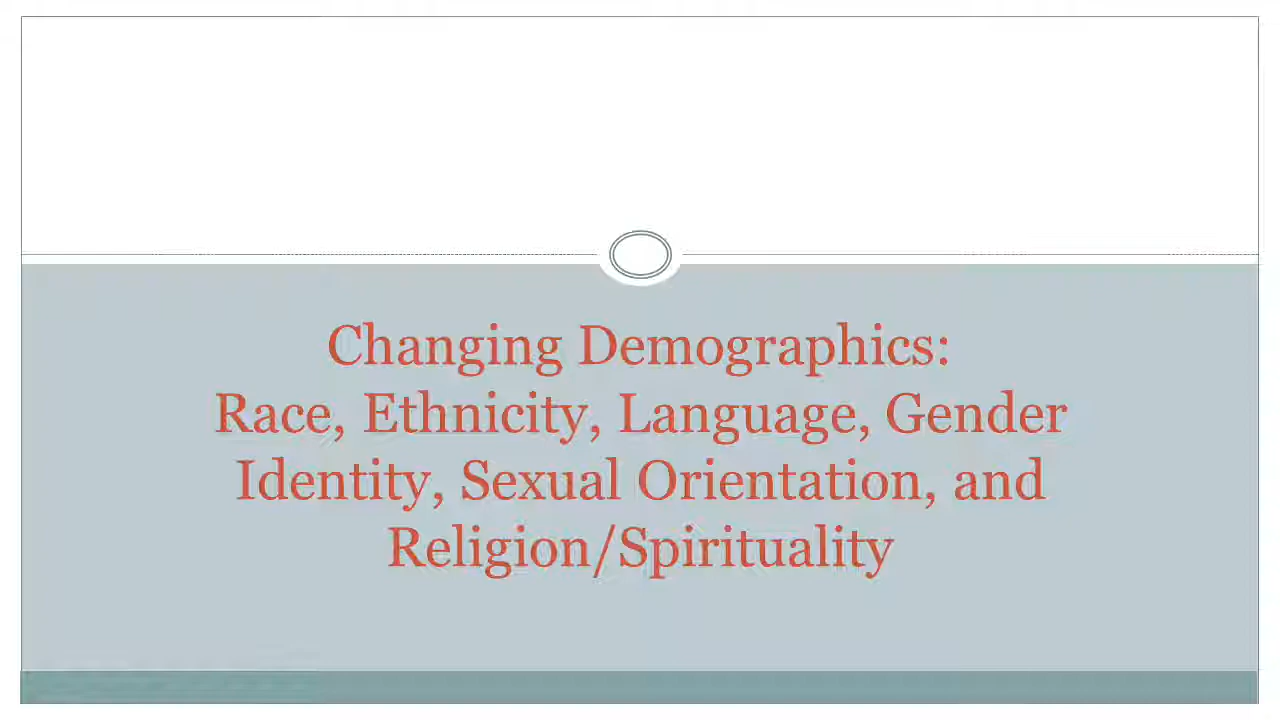 Changing Demographics:
Race, Ethnicity, Language, Gender
Identity, Sexual Orientation, and
Religion/Spirituality